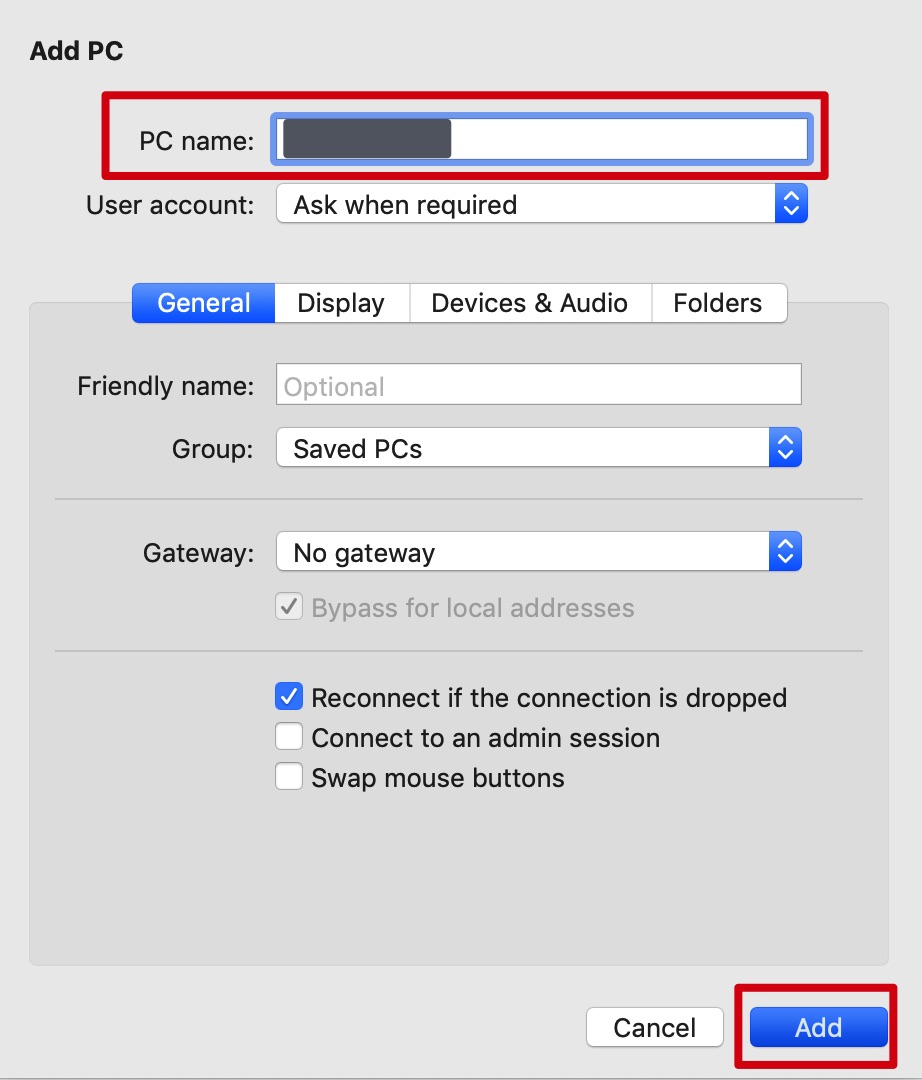 Add PC
PC name:
User account: Ask when required
General Display Devices & Audio Folders
Friendly name: Optional
Group: Saved PCs
Gateway: No gateway
Bypass for local addresses
Reconnect if the connection is dropped
Connect to an admin session
Swap mouse buttons
Cancel Add